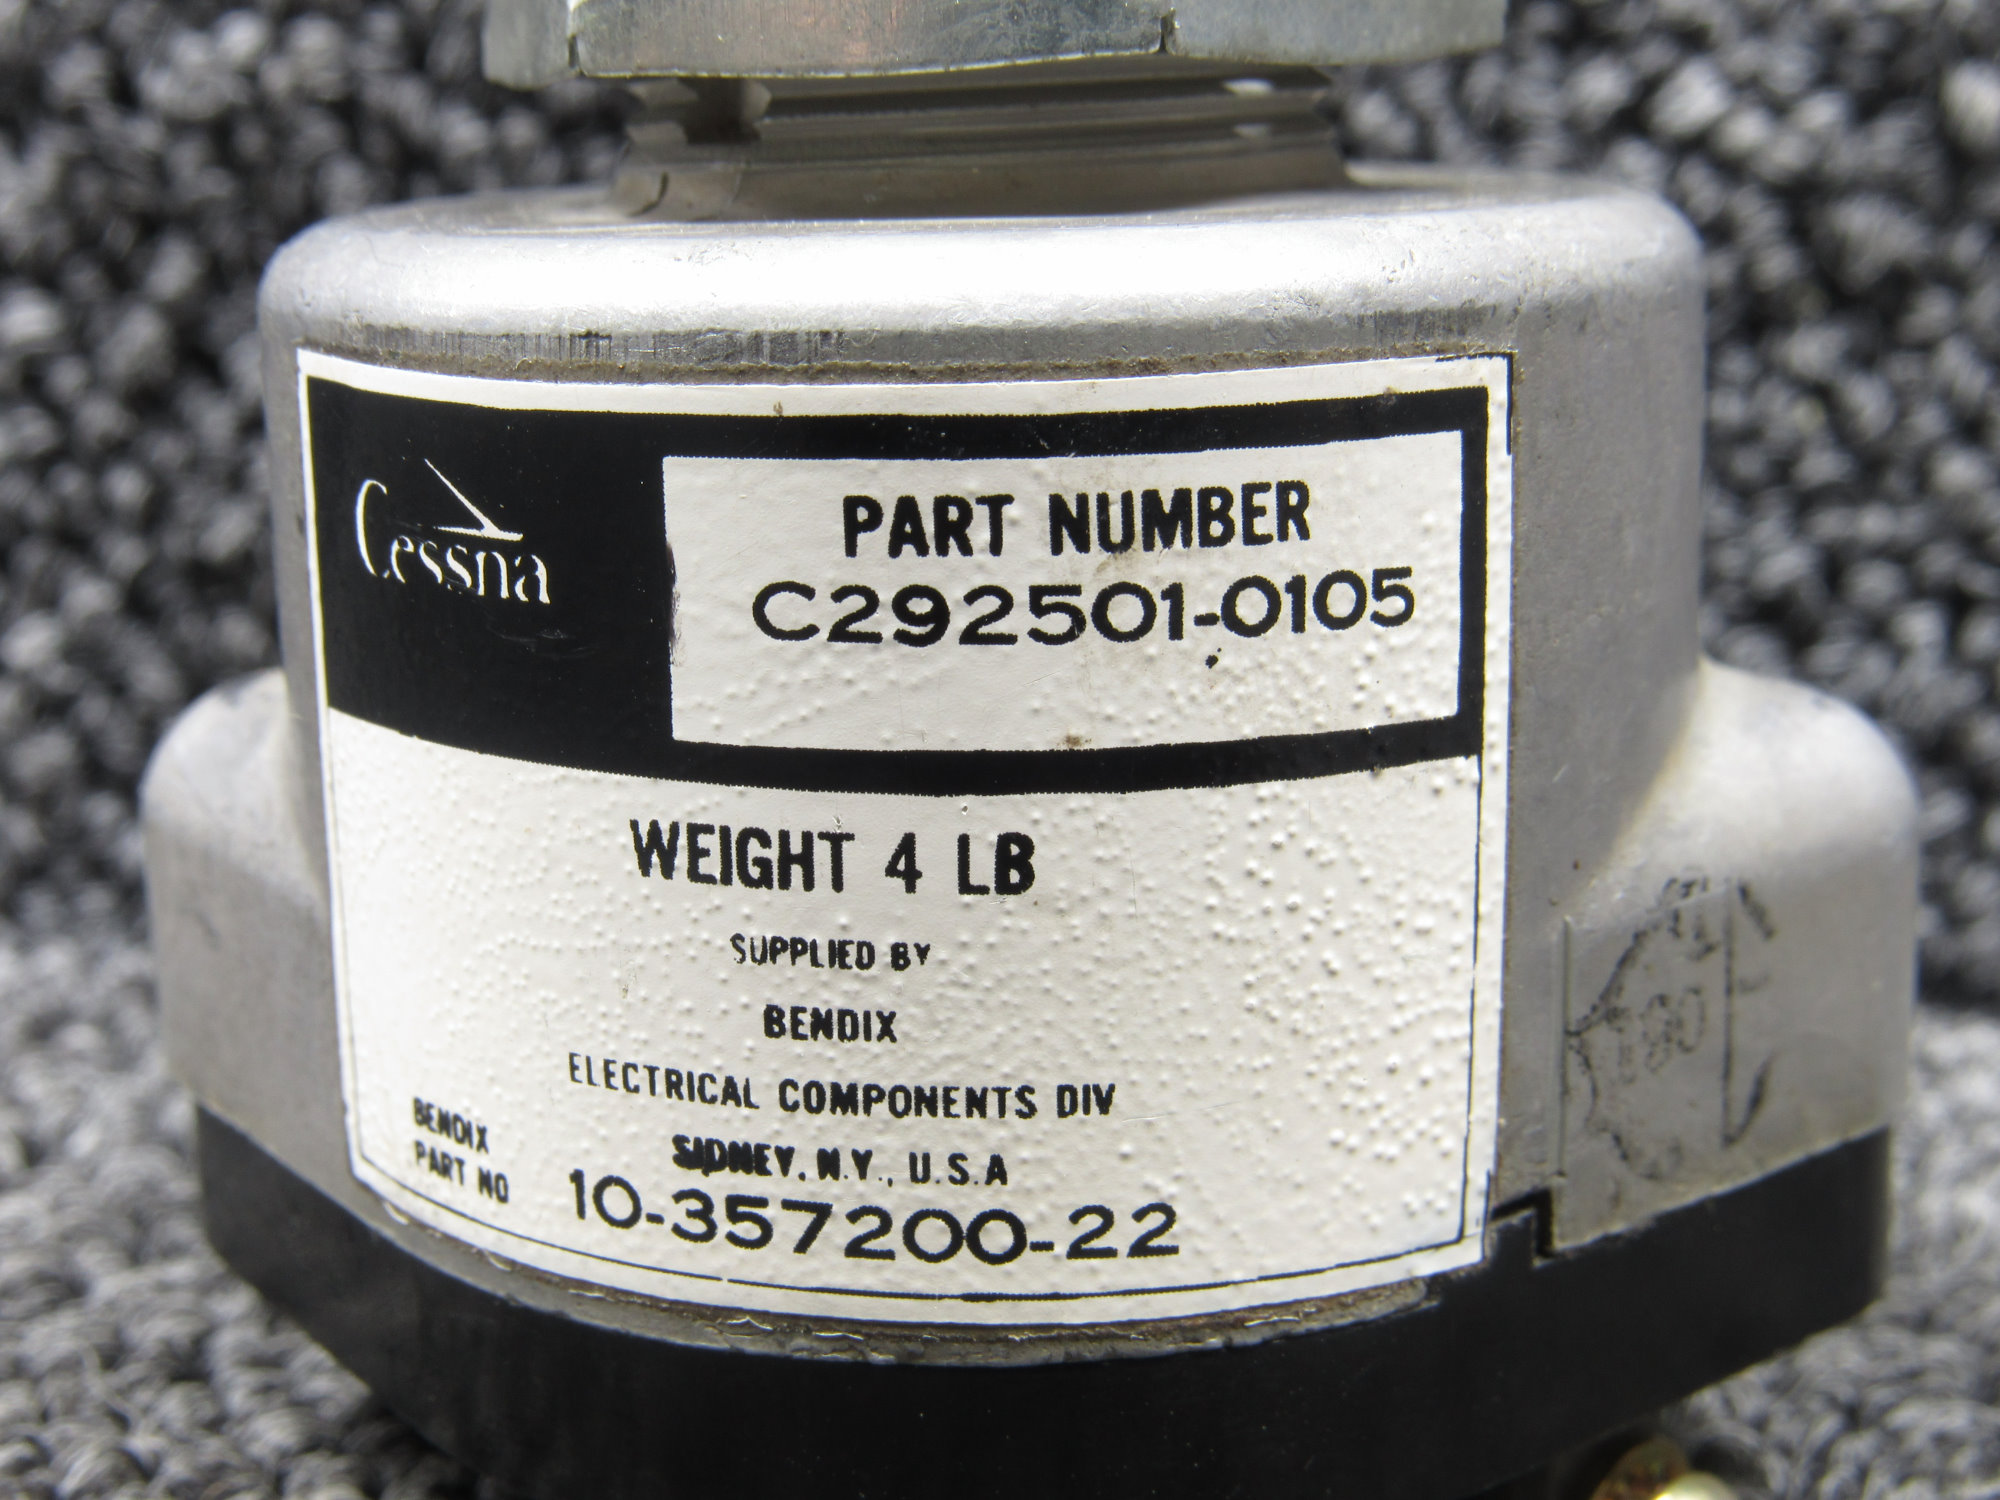 Cessna
PART NUMBER
C292501-0105
WEIGHT 4 LB
SUPPLIED BY
BENDIX
ELECTRICAL COMPONENTS DIV
SIDNEY, N.Y., U.S.A
BENDIX
PART NO 10-357200-22